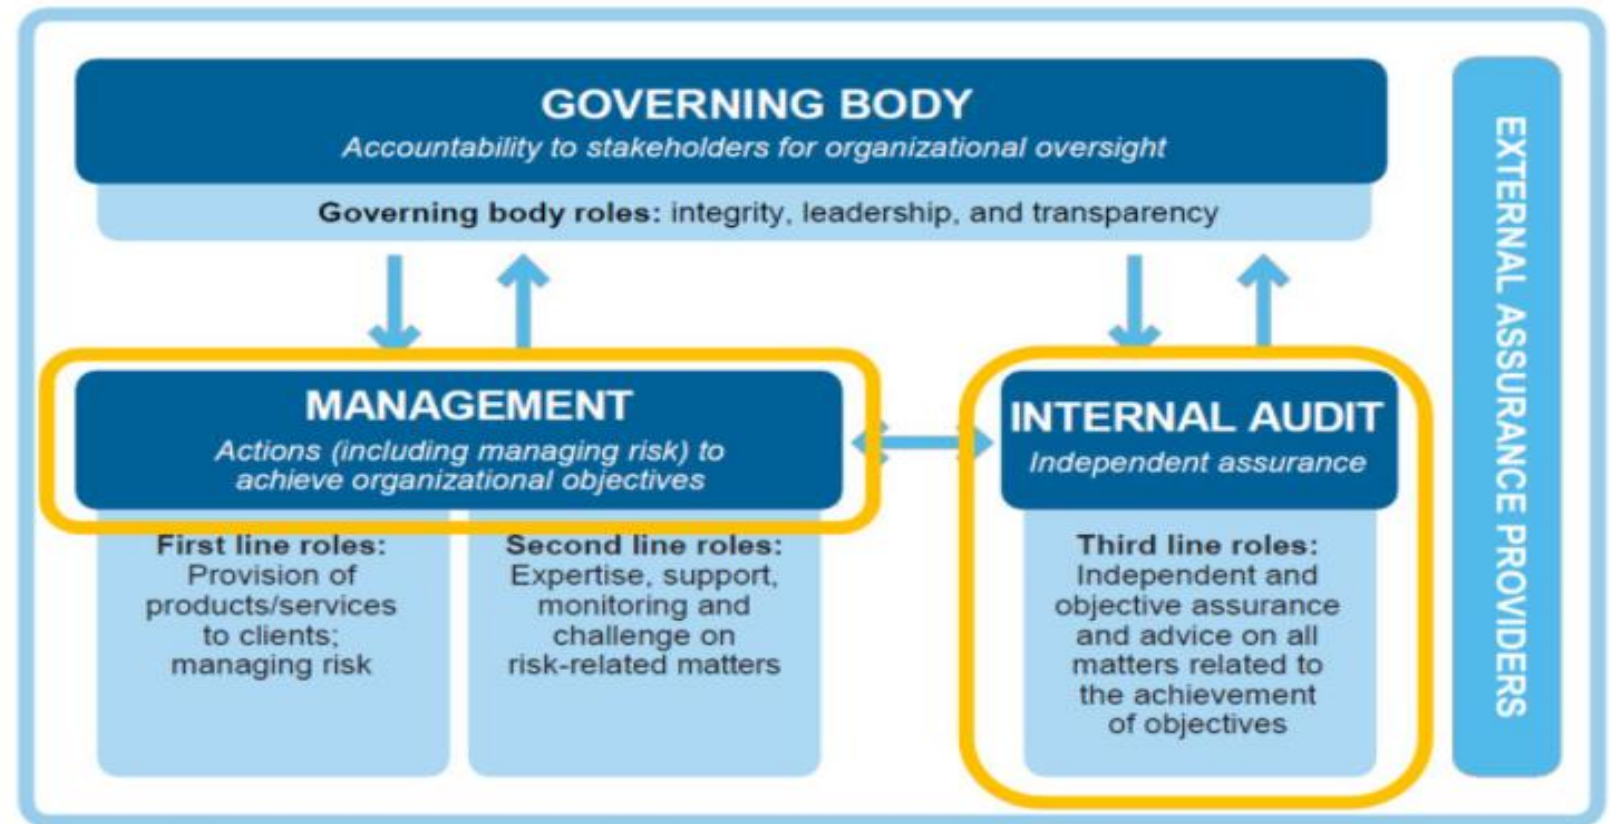 GOVERNING BODY
Accountability to stakeholders for organizational oversight
Governing body roles: integrity, leadership, and transparency
MANAGEMENT
Actions (including managing risk) to
achieve organizational objectives
First line roles:
Provision of
products/services
to clients;
managing risk
Second line roles:
Expertise, support,
monitoring and
challenge on
risk-related matters
INTERNAL AUDIT
Independent assurance
Third line roles:
Independent and
objective assurance
and advice on all
matters related to
the achievement
of objectives
EXTERNAL ASSURANCE PROVIDERS